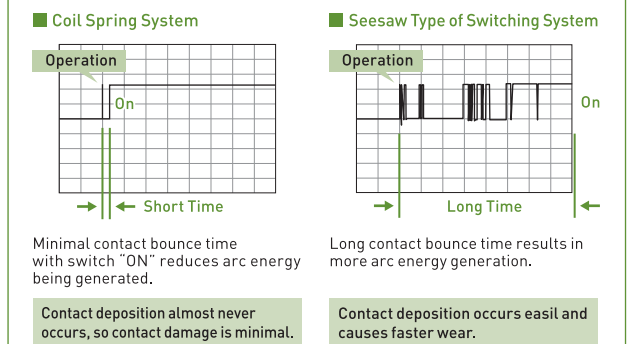 Coil Spring System
Operation
On
Short Time
Minimal contact bounce time
with switch “ON” reduces arc energy
being generated.
Contact deposition almost never
occurs, so contact damage is minimal.
Seesaw Type of Switching System
Operation
On
Long Time
Long contact bounce time results in
more arc energy generation.
Contact deposition occurs easil and
causes faster wear.